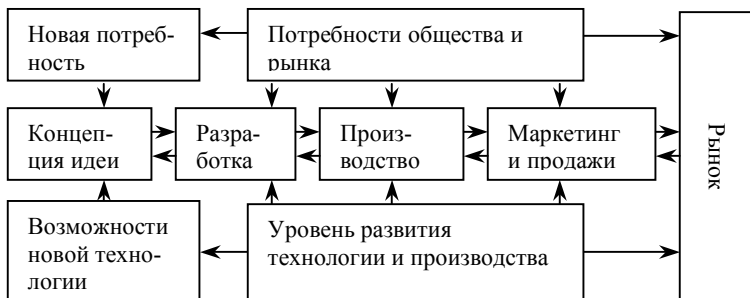 Новая потреб-
ность
Потребности общества и
рынка
Концеп-
ция идеи
Разра-
ботка
Произ-
водство
Маркетинг
и продажи
Рынок
Возможности
новой техно-
логии
Уровень развития
технологии и производства